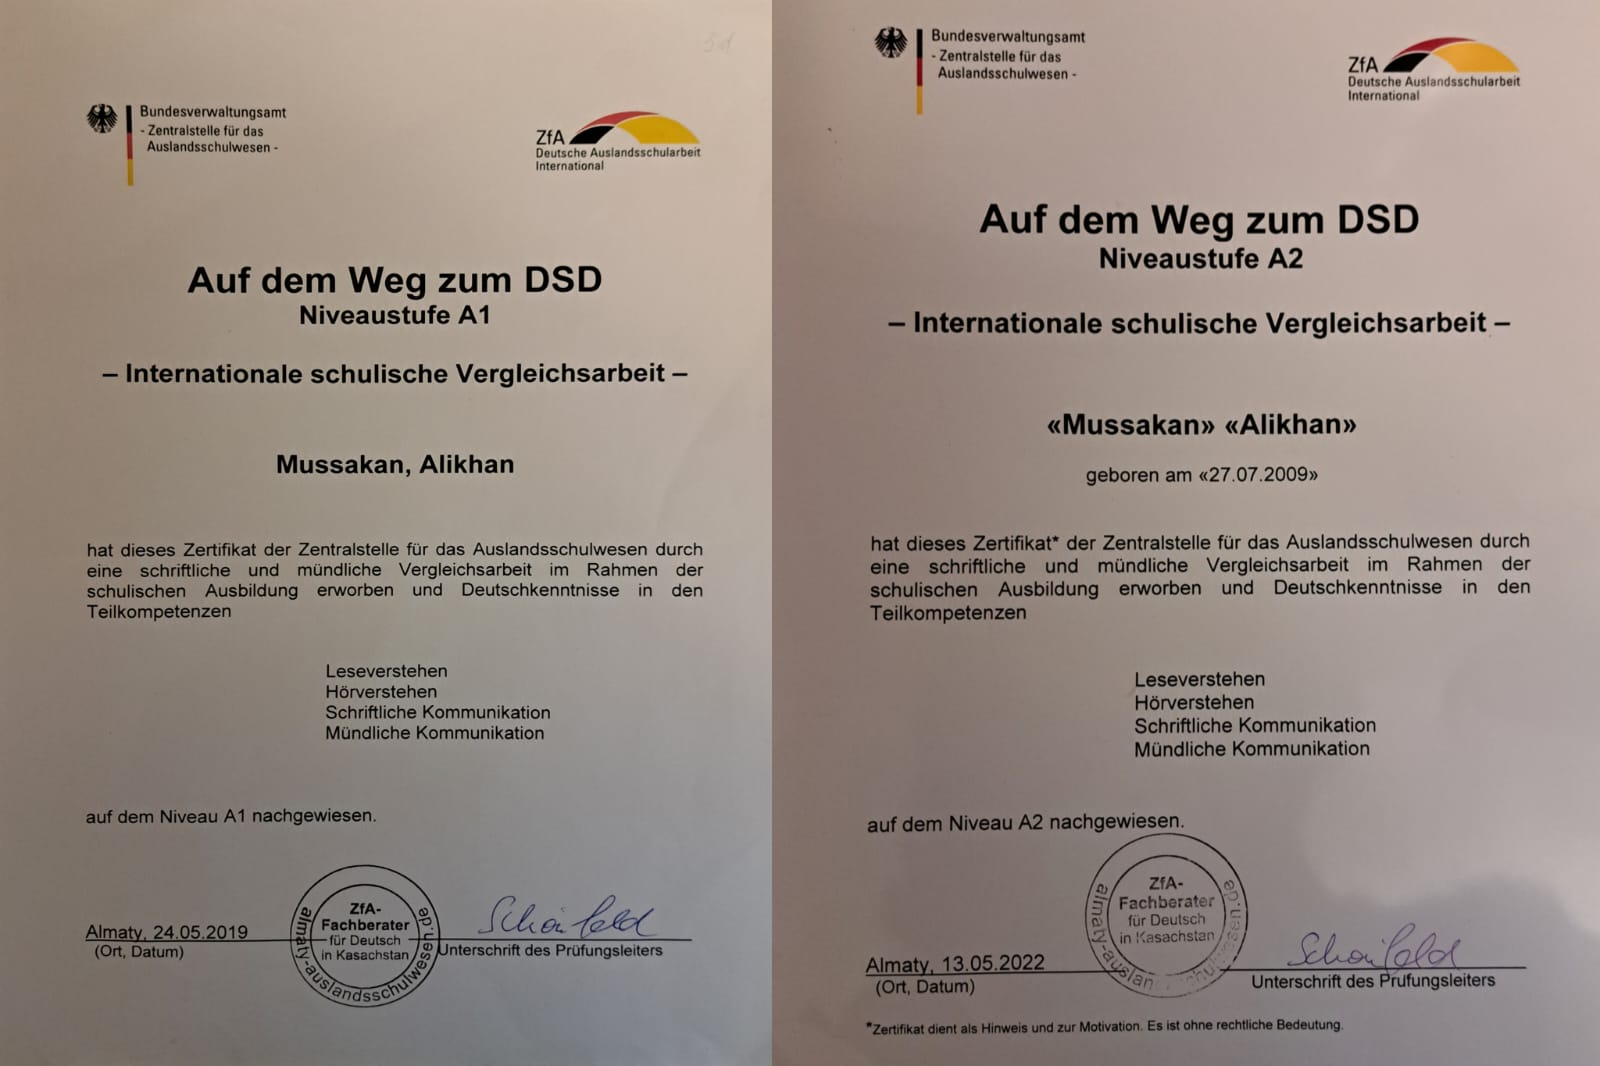 Bundesverwaltungsamt
- Zentralstelle für das
Auslandsschulwesen -
ZfA
Deutsche Auslandsschularbeit
International
Auf dem Weg zum DSD
Niveaustufe A1
– Internationale schulische Vergleichsarbeit –
Mussakan, Alikhan
hat dieses Zertifikat der Zentralstelle für das Auslandsschulwesen durch
eine schriftliche und mündliche Vergleichsarbeit im Rahmen der
schulischen Ausbildung erworben und Deutschkenntnisse in den
Teilkompetenzen
Leseverstehen
Hörverstehen
Schriftliche Kommunikation
Mündliche Kommunikation
auf dem Niveau A1 nachgewiesen.
Almaty, 24.05.2019
(Ort, Datum)
ZfA-
Fachberater
für Deutsch
in Kasachstan
almaty-auslandsschulwesen.de
Schönfeld
Unterschrift des Prüfungsleiters
Bundesverwaltungsamt
- Zentralstelle für das
Auslandsschulwesen -
ZfA
Deutsche Auslandsschularbeit
International
Auf dem Weg zum DSD
Niveaustufe A2
– Internationale schulische Vergleichsarbeit –
«Mussakan» «Alikhan»
geboren am «27.07.2009»
hat dieses Zertifikat* der Zentralstelle für das Auslandsschulwesen durch
eine schriftliche und mündliche Vergleichsarbeit im Rahmen der
schulischen Ausbildung erworben und Deutschkenntnisse in den
Teilkompetenzen
Leseverstehen
Hörverstehen
Schriftliche Kommunikation
Mündliche Kommunikation
auf dem Niveau A2 nachgewiesen.
Almaty, 13.05.2022
(Ort, Datum)
ZfA-
Fachberater
für Deutsch
in Kasachstan
almaty-auslandsschulwesen.de
Schönfeld
Unterschrift des Prüfungsleiters
*Zertifikat dient als Hinweis und zur Motivation. Es ist ohne rechtliche Bedeutung.